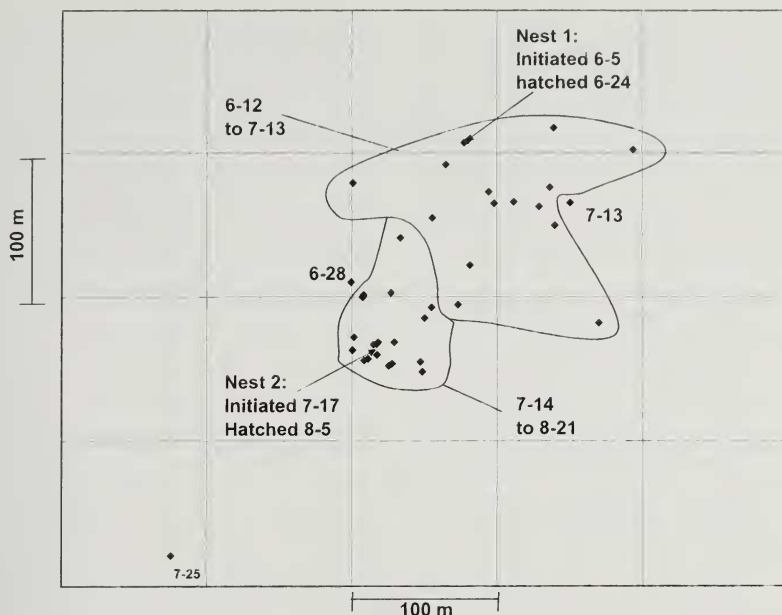 Nest 1:
Initiated 6-5
hatched 6-24
6-12
to 7-13
100 m
7-13
6-28
Nest 2:
Initiated 7-17
Hatched 8-5
7-14
to 8-21
7-25
100 m